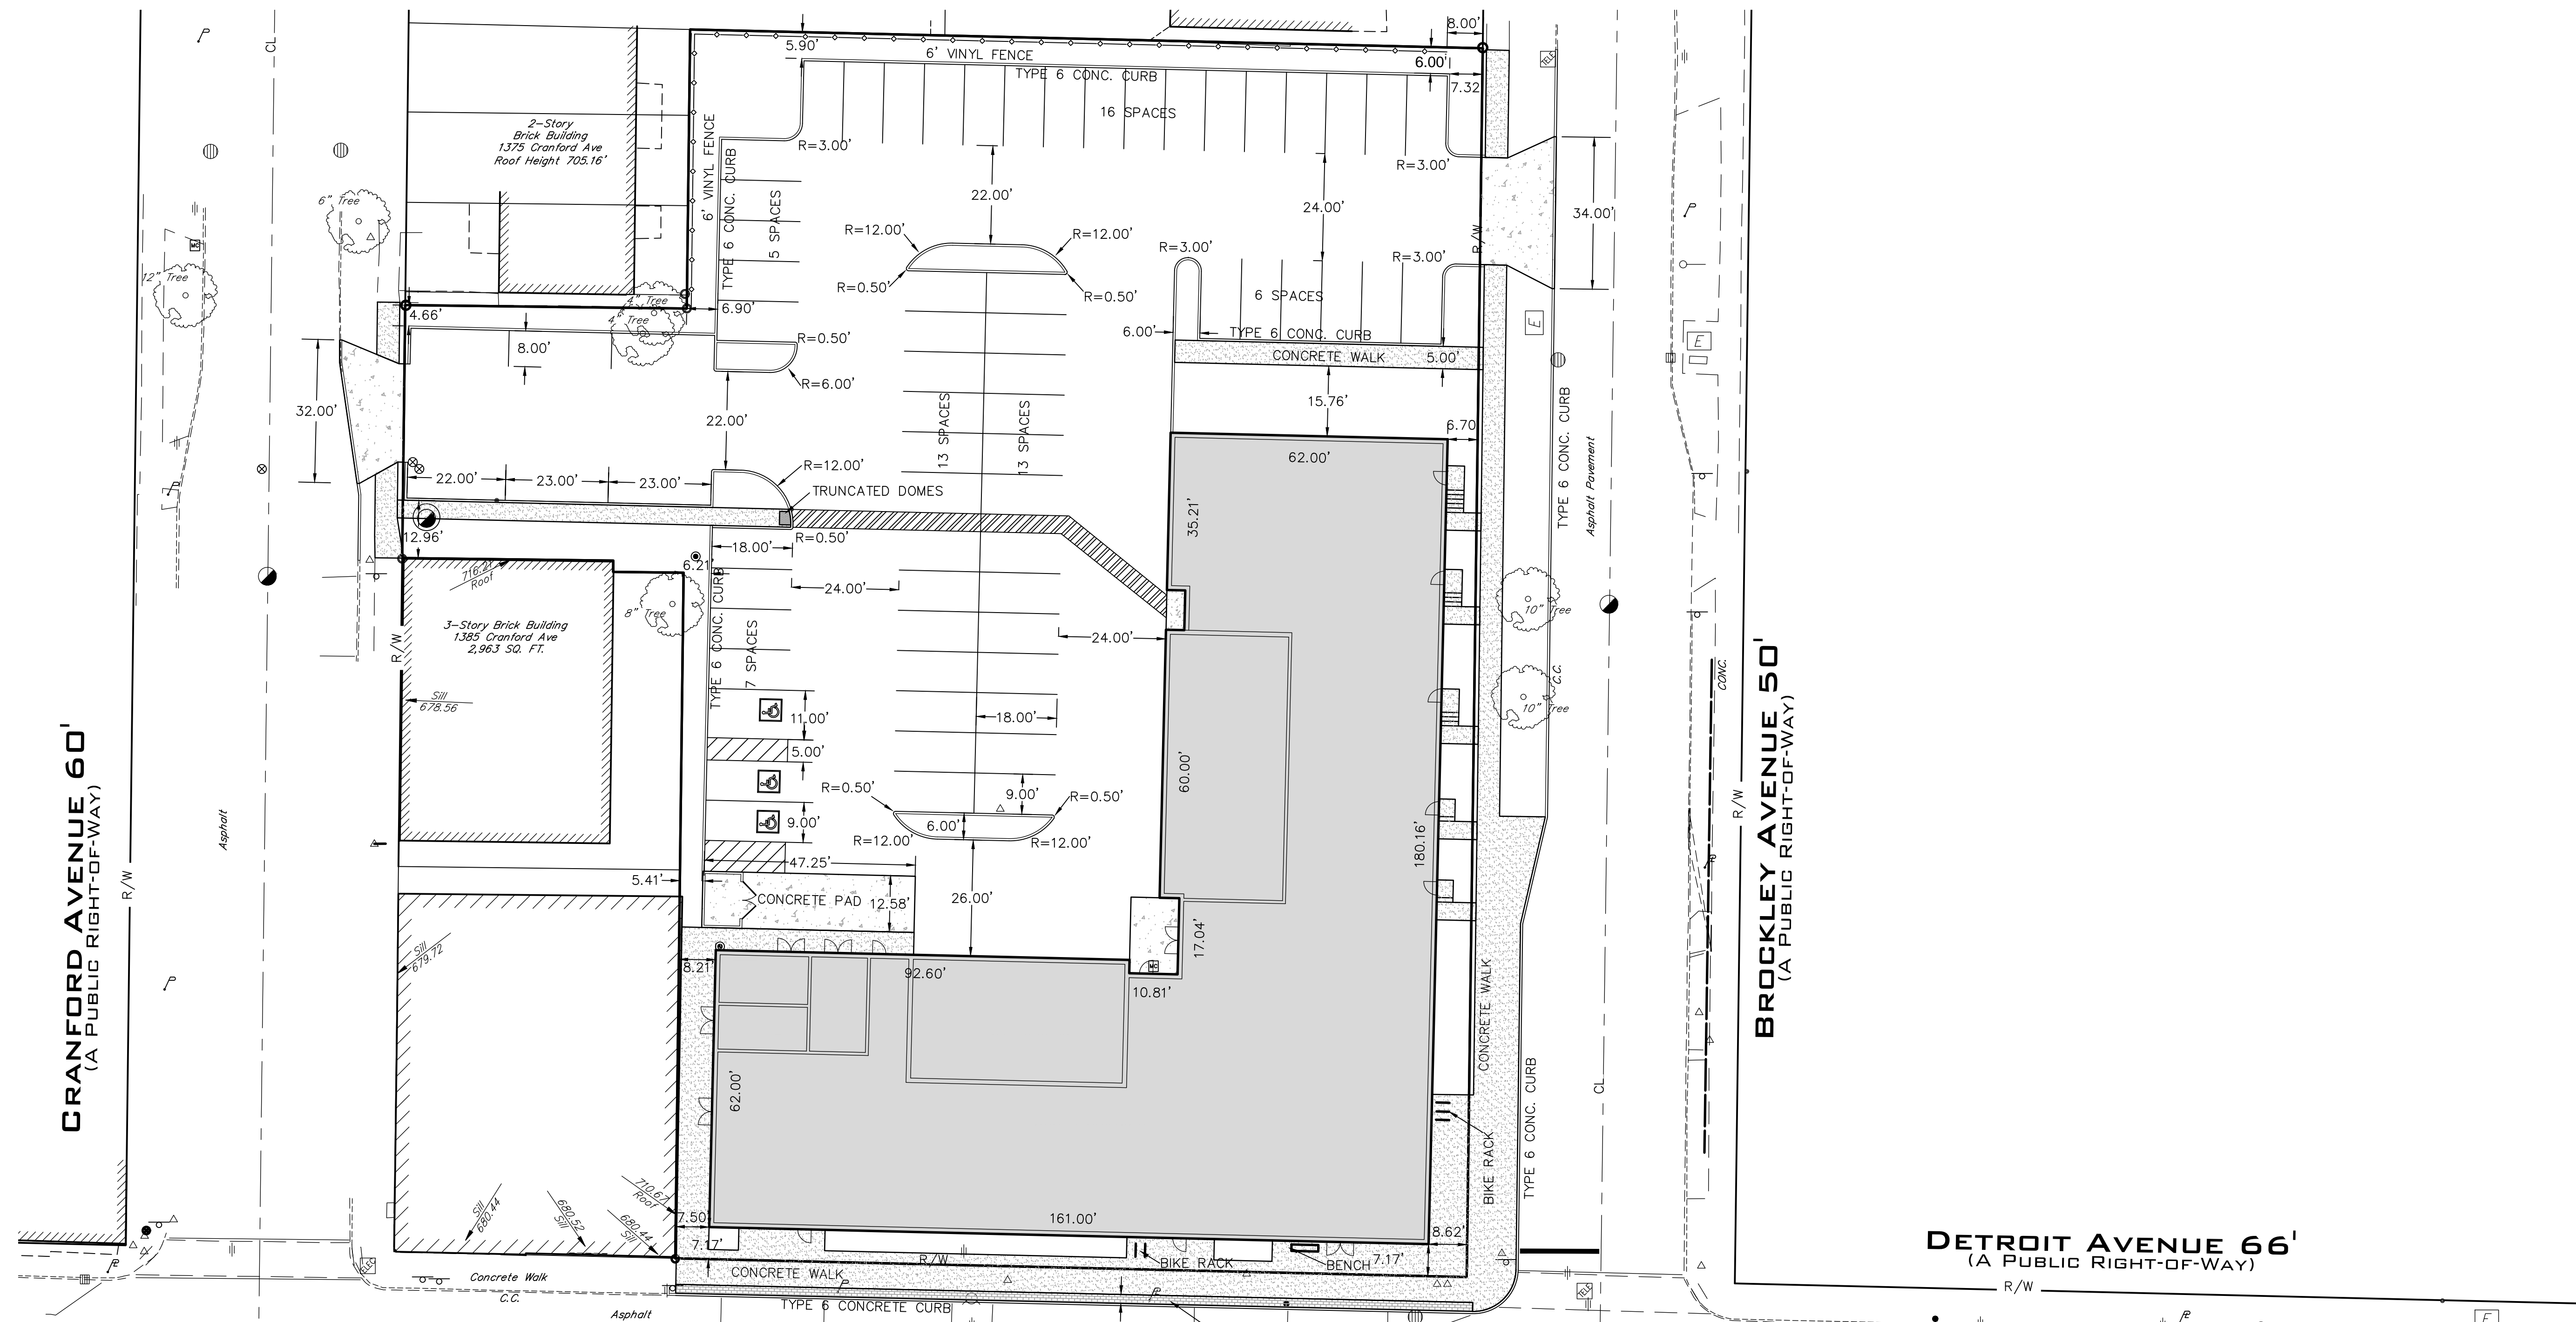 CL
8.00'
5.90'
6' VINYL FENCE
6.00'
TELE
TYPE 6 CONC. CURB
7.32
16 SPACES
2-Story
Brick Building
1375 Cranford Ave
Roof Height 705.16'
6' VINYL FENCE
TYPE 6 CONC. CURB
5 SPACES
R=3.00'
R=3.00'
22.00'
24.00'
34.00'
6" Tree
R=12.00'
R=12.00'
R=3.00'
R=3.00'
R/W
MC
12" Tree
R=0.50'
R=0.50'
6 SPACES
4" Tree
4" Tree
4.66'
6.90'
6.00'
TYPE 6 CONC. CURB
E
E
8.00'
R=0.50'
CONCRETE WALK
5.00'
R=6.00'
32.00'
22.00'
13 SPACES
13 SPACES
15.76'
6.70
TYPE 6 CONC. CURB
Asphalt Pavement
62.00'
22.00'
23.00'
23.00'
R=12.00'
TRUNCATED DOMES
35.21'
12.96'
18.00'
R=0.50'
6.21'
716.21
Roof
24.00'
8" Tree
TYPE 6 CONC. CURB
7 SPACES
3-Story Brick Building
1385 Cranford Ave
2,963 SQ. FT.
R/W
24.00'
10" Tree
C.C.
CONC.
10" Tree
Sill
678.56
11.00'
18.00'
5.00'
60.00'
CRANFORD AVENUE 60'
(A PUBLIC RIGHT-OF-WAY)
R/W
Asphalt
R=0.50'
9.00'
R=0.50'
9.00'
6.00'
R=12.00'
R=12.00'
180.16'
R/W
BROCKLEY AVENUE 50'
(A PUBLIC RIGHT-OF-WAY)
47.25'
5.41'
CONCRETE PAD
12.58'
26.00'
17.04'
Sill
679.72
8.21'
92.60'
MC
10.81'
CONCRETE WALK
62.00'
TYPE 6 CONC. CURB
CL
BIKE RACK
710.67
Roof
Sill
680.44
680.52
Sill
680.44
Sill
7.50'
161.00'
8.62'
7.17'
R/W
BIKE RACK
BENCH
7.17'
DETROIT AVENUE 66'
(A PUBLIC RIGHT-OF-WAY)
R/W
ELEC
Concrete Walk
CONCRETE WALK
C.C.
Asphalt
TYPE 6 CONCRETE CURB